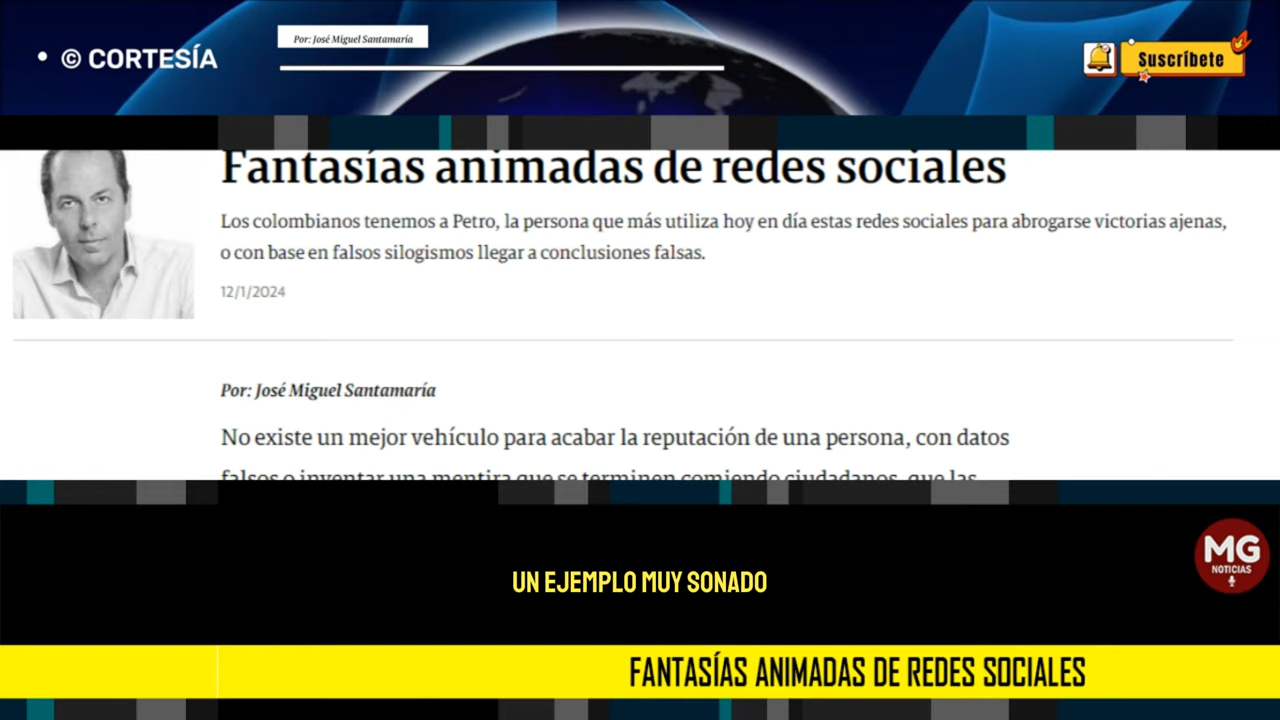 • © CORTESÍA
Por: José Miguel Santamaría
Suscríbete
Fantasías animadas de redes sociales
Los colombianos tenemos a Petro, la persona que más utiliza hoy en día estas redes sociales para abrogarse victorias ajenas,
o con base en falsos silogismos llegar a conclusiones falsas.
12/1/2024
Por: José Miguel Santamaría
No existe un mejor vehículo para acabar la reputación de una persona, con datos
falsos o inventar una mentira que se terminen comiendo ciudadanos, que las
MG
NOTICIAS
UN EJEMPLO MUY SONADO
FANTASÍAS ANIMADAS DE REDES SOCIALES